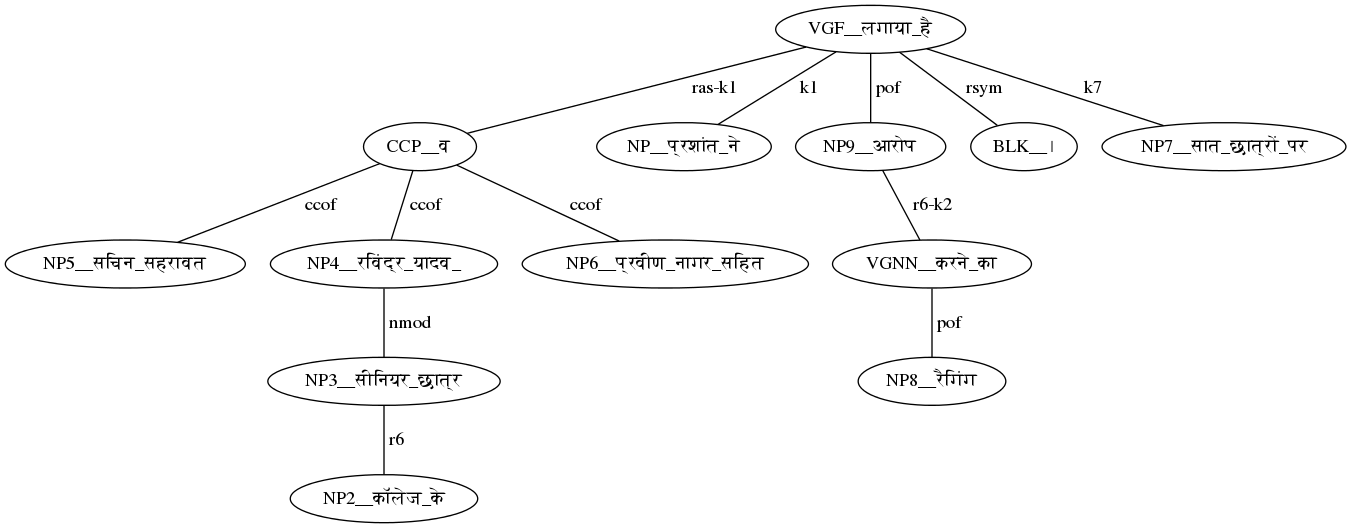 VGF__लगाया_है
ras-k1 k1 pof rsym k7
CCP__व NP__प्रशांत_ने NP9__आरोप BLK__। NP7__सात_छात्रों_पर
ccof ccof ccof r6-k2
NP5__सचिन_सहरावत NP4__रविंद्र_यादव_ NP6__प्रवीण_नागर_सहित VGNN__करने_का
nmod pof
NP3__सीनियर_छात्र NP8__रैगिंग
r6
NP2__कॉलेज_के